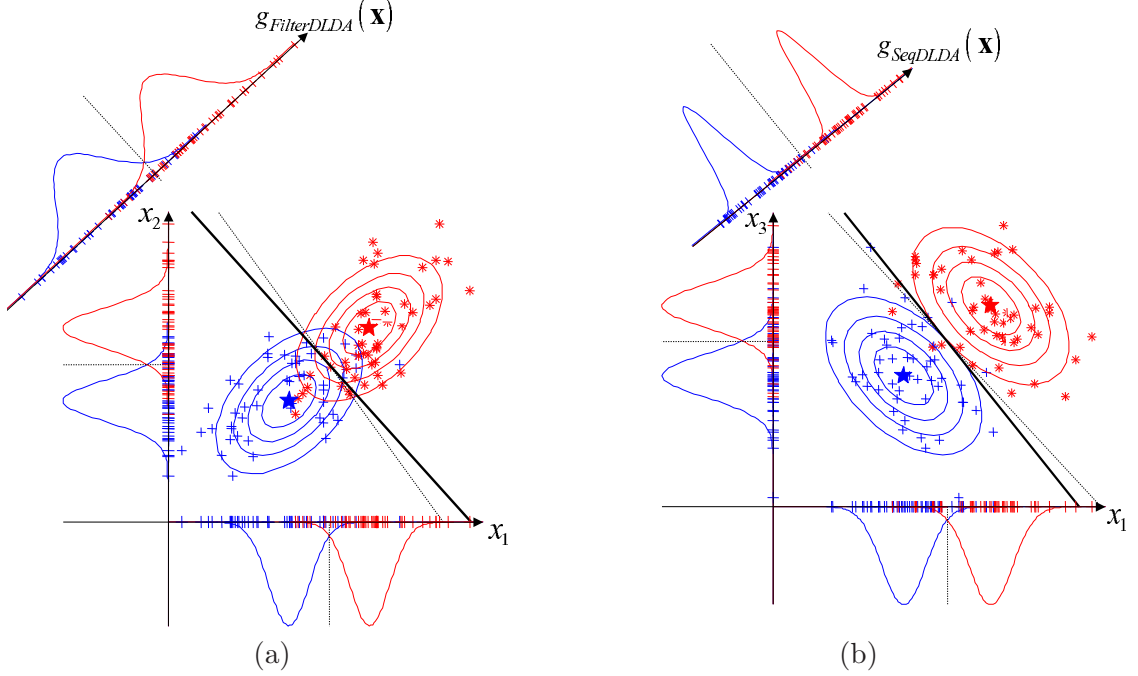 g_FilterDLDA(x)
g_SeqDLDA(x)
x_2
x_3
x_1
x_1
(a)
(b)